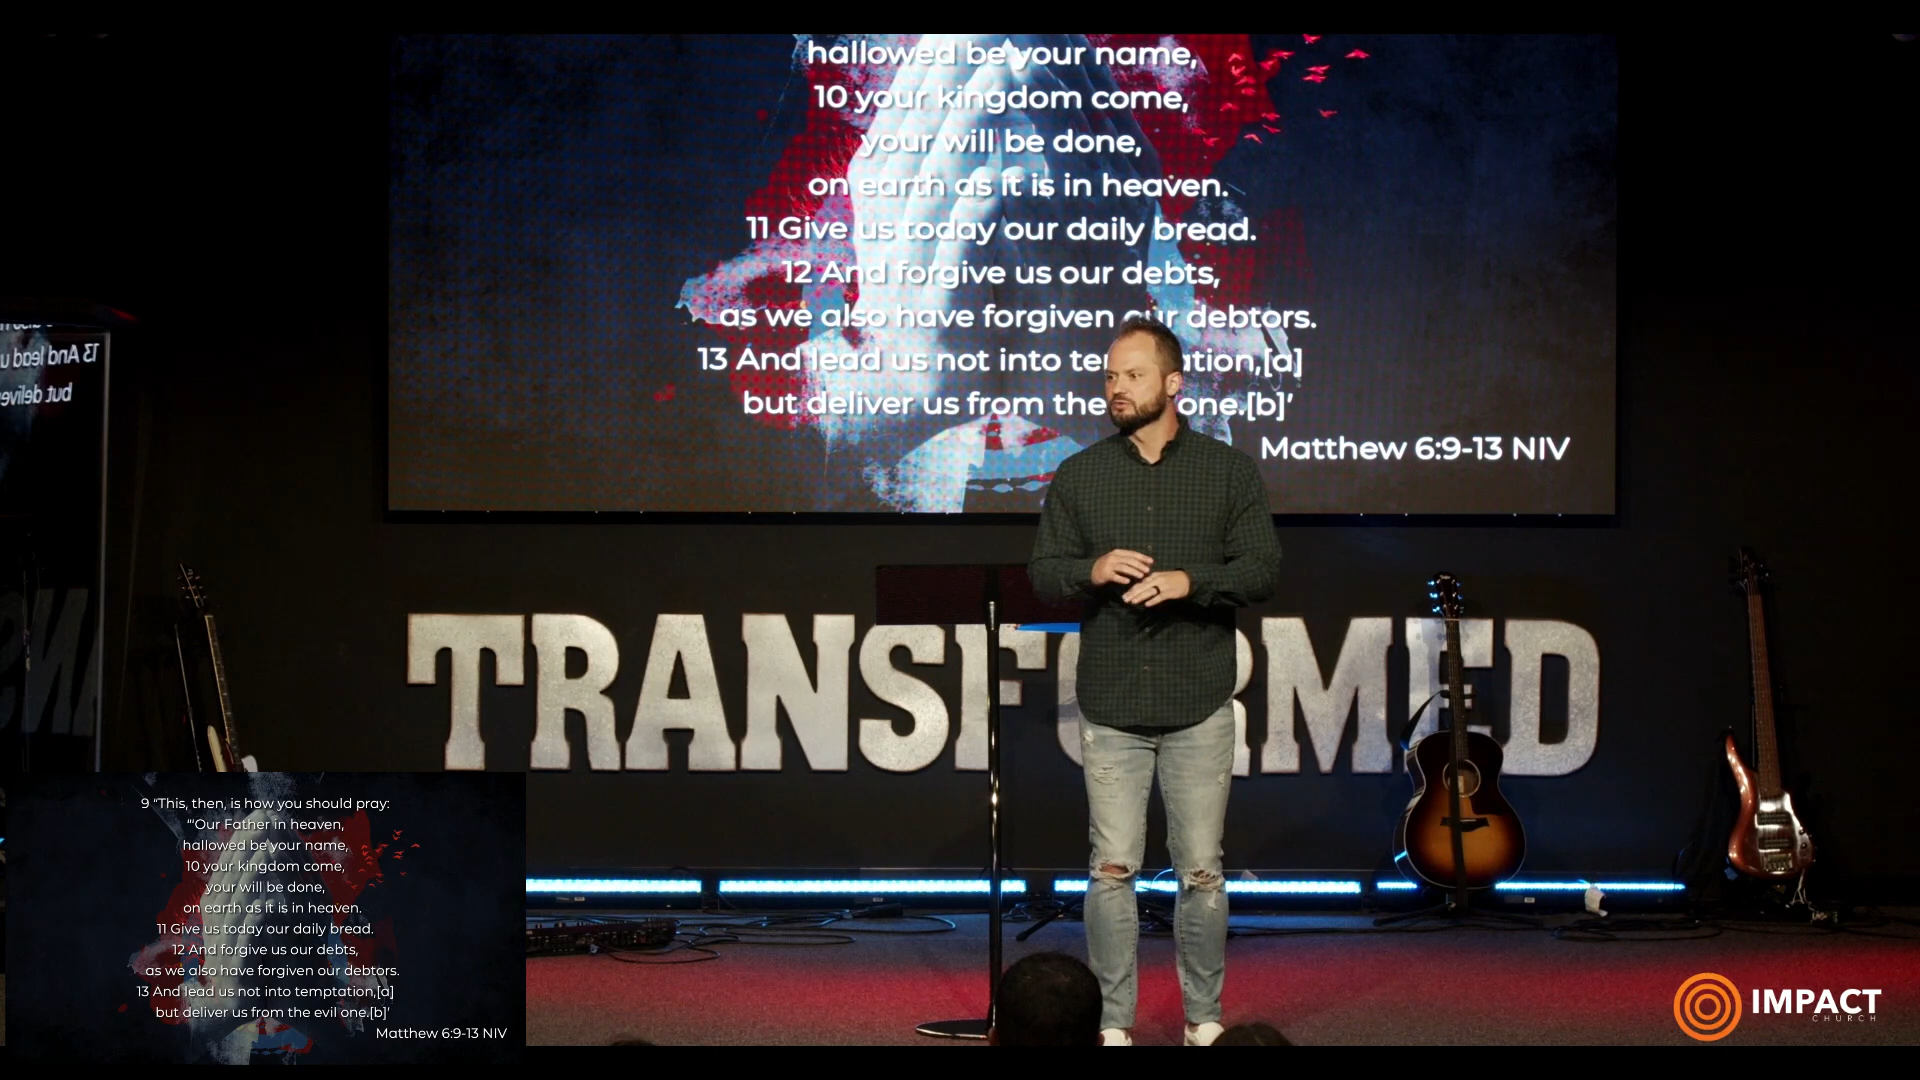 hallowed be your name,
10 your kingdom come,
your will be done,
on earth as it is in heaven.
11 Give us today our daily bread.
12 And forgive us our debts,
as we also have forgiven our debtors.
13 And lead us not into
but deliver us from the one.[b]’
Matthew 6:9-13 NIV
13 And lead u
but
TRANSFORMED
9 “This, then, is how you should pray:
“‘Our Father in heaven,
hallowed be your name,
10 your kingdom come,
your will be done,
on earth as it is in heaven.
11 Give us today our daily bread.
12 And forgive us our debts,
as we also have forgiven our debtors.
13 And lead us not into temptation,[a]
but deliver us from the evil one.[b]’
Matthew 6:9-13 NIV
IMPACT
CHURCH